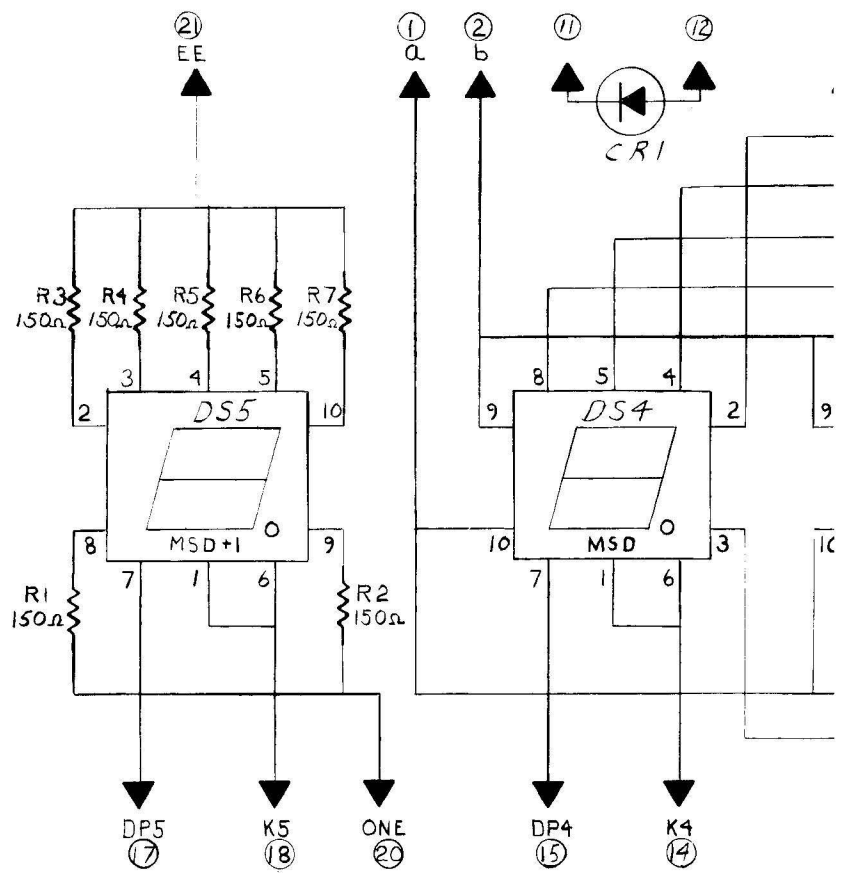 21 1 2 11 12
EE a b
CR1
R3 R4 R5 R6 R7
150Ω 150Ω 150Ω 150Ω 150Ω
3 4 5 8 5 4
2 DS5 10 9 DS4 2 9
8 MSD+1 9 10 MSD 3 10
7 1 6 7 1 6
R1 R2
150Ω 150Ω
DP5 K5 ONE DP4 K4
17 18 20 15 14